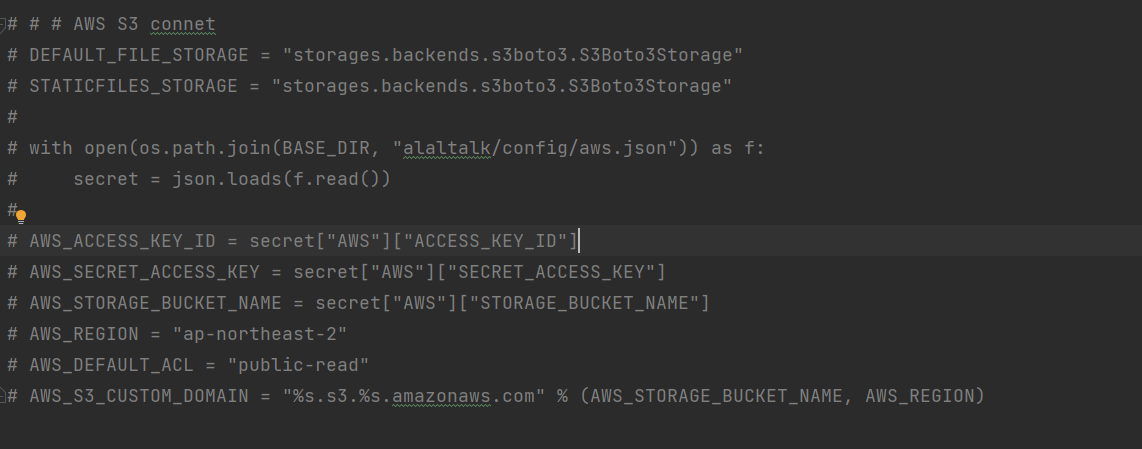 # # # AWS S3 connet
# DEFAULT_FILE_STORAGE = "storages.backends.s3boto3.S3Boto3Storage"
# STATICFILES_STORAGE = "storages.backends.s3boto3.S3Boto3Storage"
#
# with open(os.path.join(BASE_DIR, "alaltalk/config/aws.json")) as f:
#     secret = json.loads(f.read())
#
# AWS_ACCESS_KEY_ID = secret["AWS"]["ACCESS_KEY_ID"]
# AWS_SECRET_ACCESS_KEY = secret["AWS"]["SECRET_ACCESS_KEY"]
# AWS_STORAGE_BUCKET_NAME = secret["AWS"]["STORAGE_BUCKET_NAME"]
# AWS_REGION = "ap-northeast-2"
# AWS_DEFAULT_ACL = "public-read"
# AWS_S3_CUSTOM_DOMAIN = "%s.s3.%s.amazonaws.com" % (AWS_STORAGE_BUCKET_NAME, AWS_REGION)